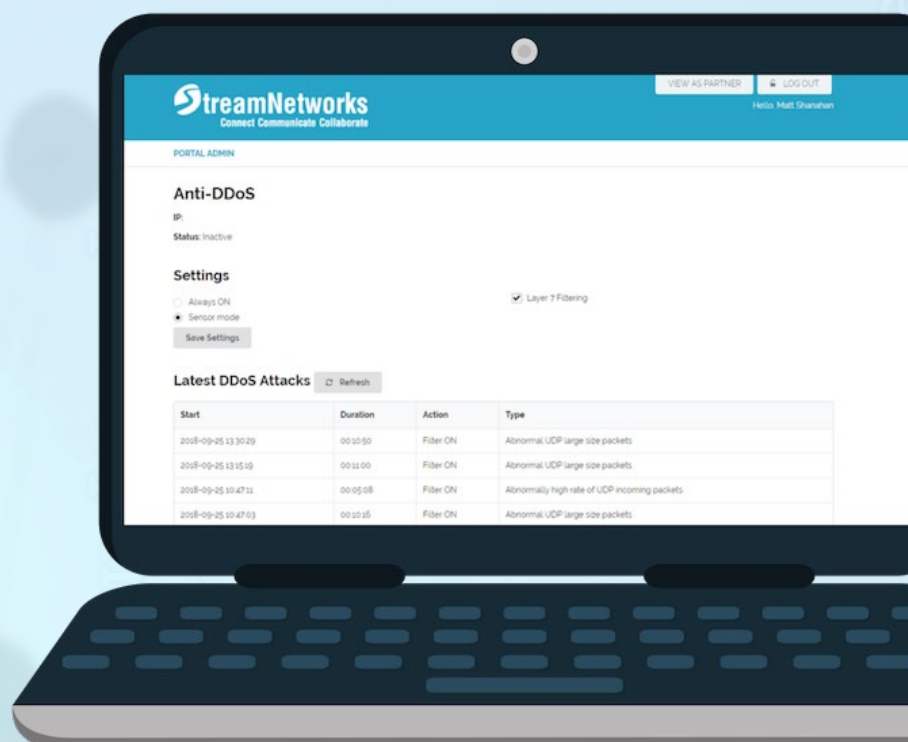 StreamNetworks
Connect Communicate Collaborate
VIEW AS PARTNER
LOG OUT
Hello, Matt Shanahan
PORTAL ADMIN
Anti-DDoS
IP:
Status: Inactive
Settings
Always ON
Sensor mode
Layer 7 Filtering
Save Settings
Latest DDoS Attacks Refresh
Start Duration Action Type
2018-09-25 13:30:29 00:10:50 Filter ON Abnormal UDP large size packets
2018-09-25 13:15:19 00:11:00 Filter ON Abnormal UDP large size packets
2018-09-25 10:47:11 00:05:08 Filter ON Abnormally high rate of UDP incoming packets
2018-09-25 10:47:03 00:10:16 Filter ON Abnormal UDP large size packets